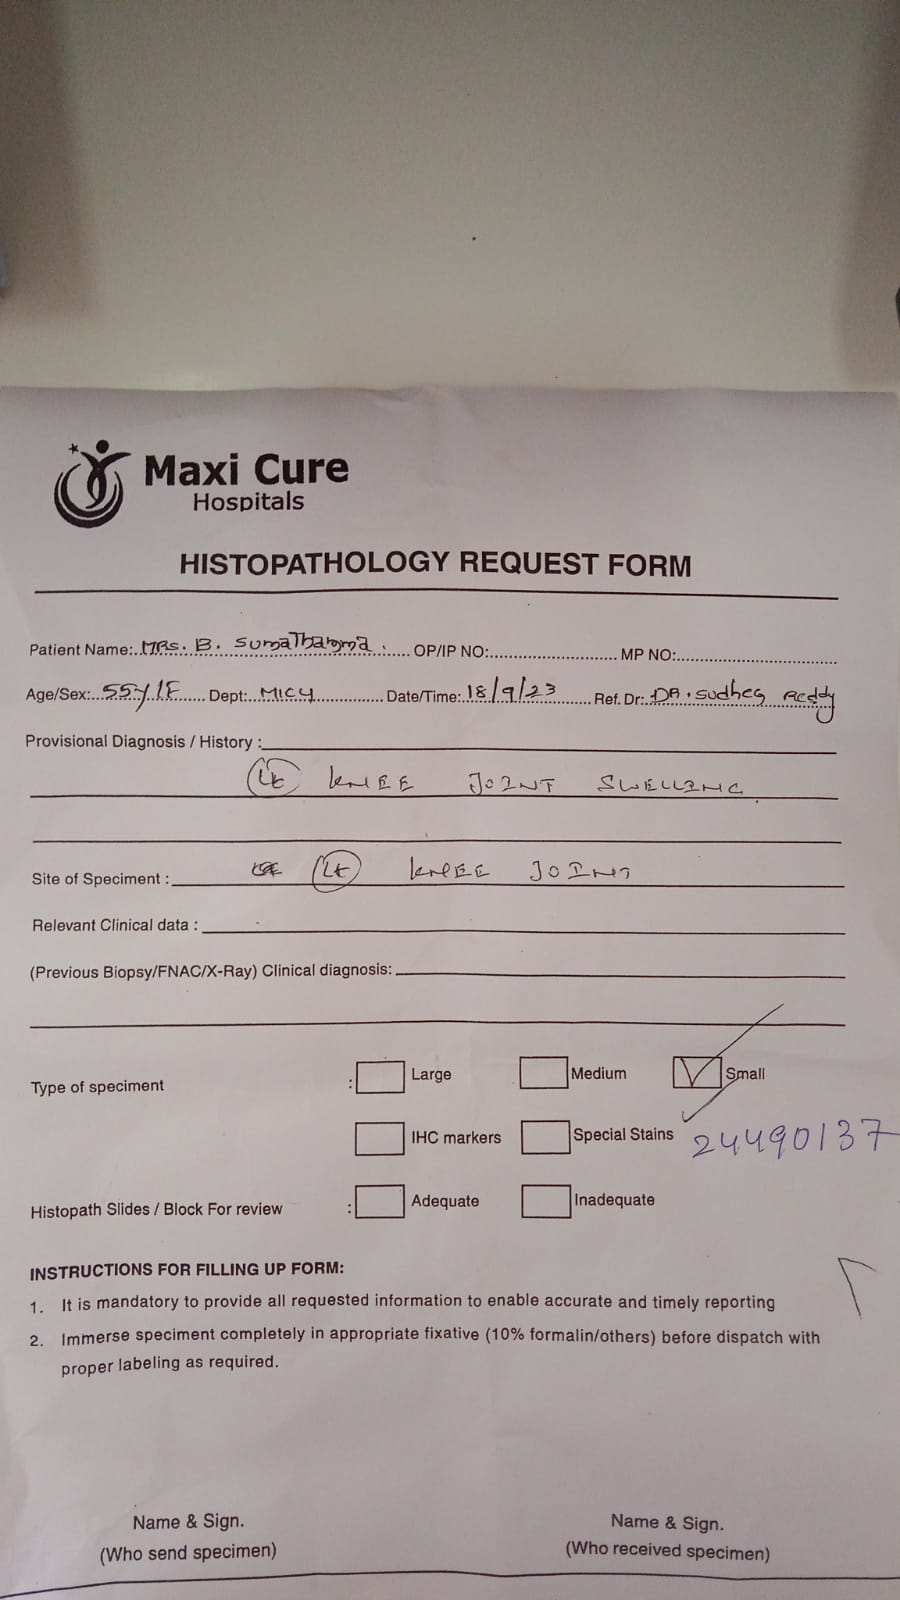 Maxi Cure
Hospitals
HISTOPATHOLOGY REQUEST FORM
Patient Name: MRS. B. Sumathamma. OP/IP NO: MP NO:
Age/Sex: 55Y/F Dept: MICU Date/Time: 18/9/23 Ref. Dr: DR. Sudheer Reddy
Provisional Diagnosis / History :
Lt KNEE JOINT SWELLING
Site of Speciment : Lt KNEE JOINT
Relevant Clinical data :
(Previous Biopsy/FNAC/X-Ray) Clinical diagnosis:
Type of speciment : Large Medium Small
IHC markers Special Stains 24490137
Histopath Slides / Block For review : Adequate Inadequate
INSTRUCTIONS FOR FILLING UP FORM:
1. It is mandatory to provide all requested information to enable accurate and timely reporting
2. Immerse speciment completely in appropriate fixative (10% formalin/others) before dispatch with
proper labeling as required.
Name & Sign. Name & Sign.
(Who send specimen) (Who received specimen)